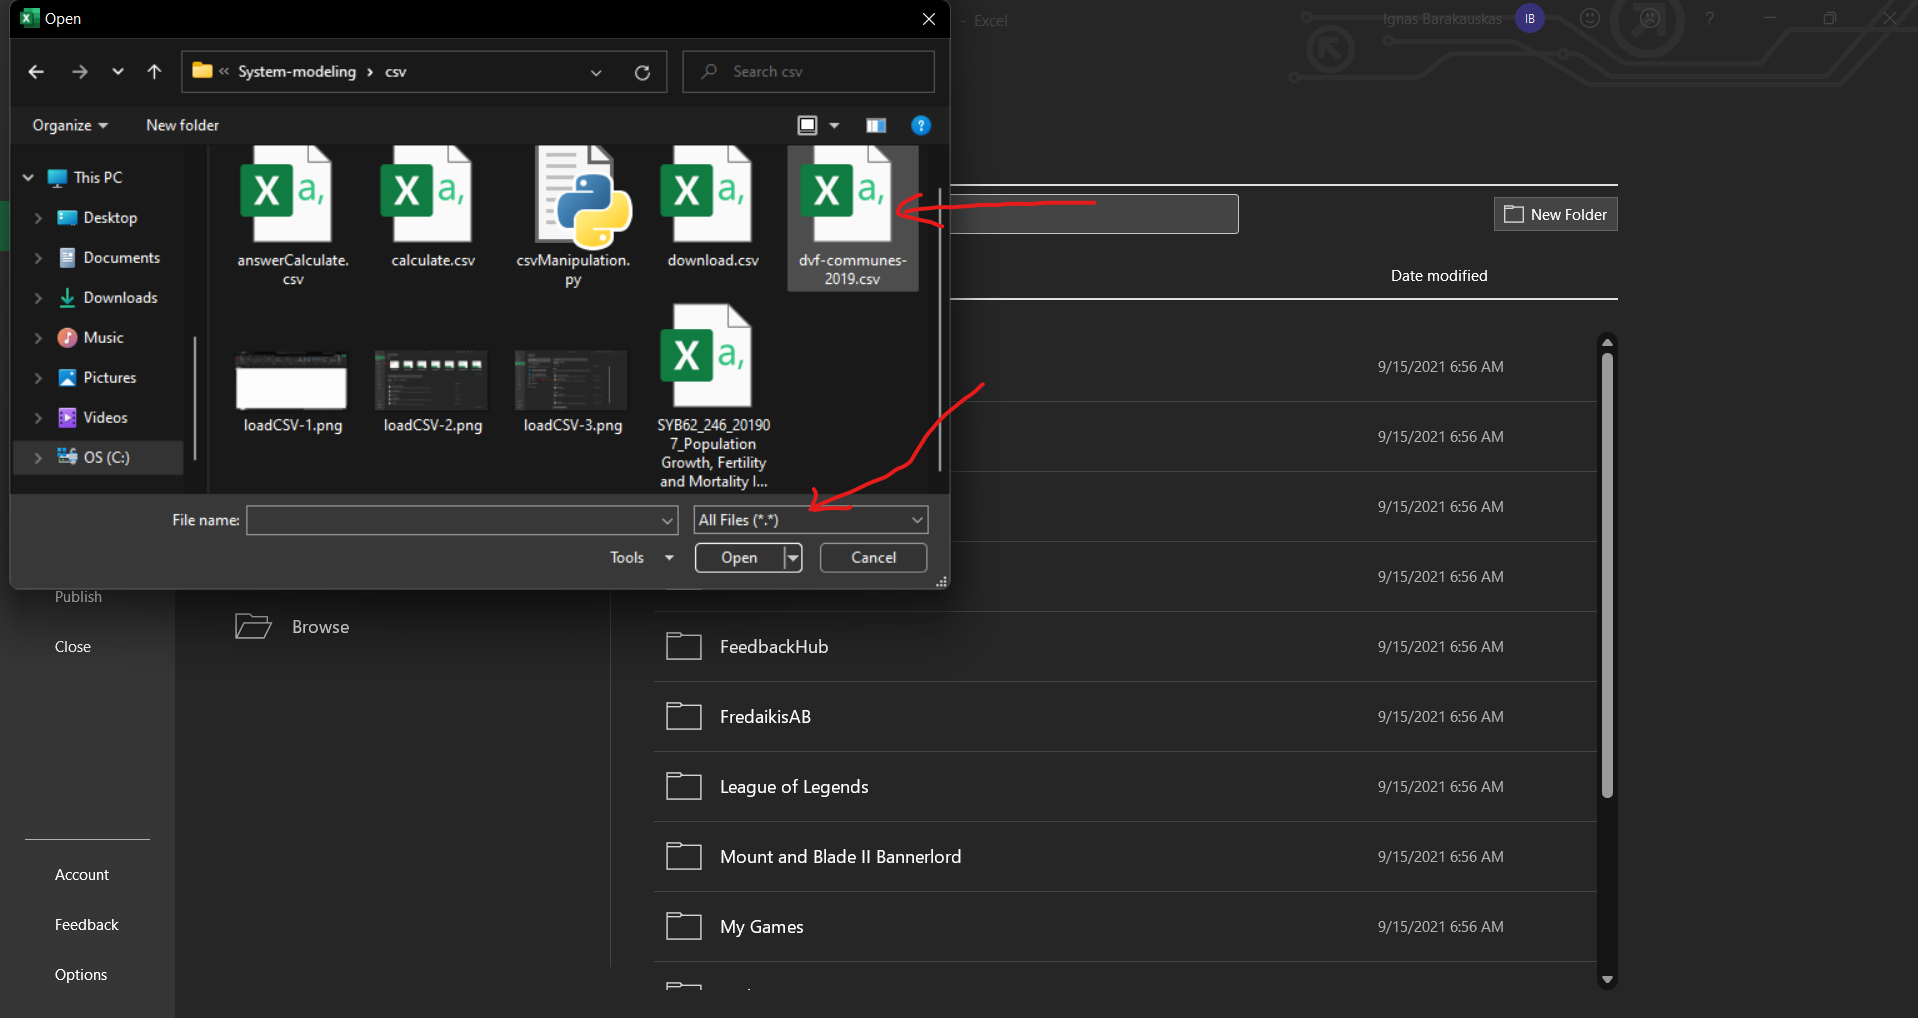 Open
- Excel
Ignas Barakauskas
IB
?
« System-modeling › csv
Search csv
Organize
New folder
?
This PC
Desktop
Documents
Downloads
Music
Pictures
Videos
OS (C:)
X a,
X a,
X a,
X a,
answerCalculate.
csv
calculate.csv
csvManipulation.
py
download.csv
dvf-communes-
2019.csv
X a,
loadCSV-1.png
loadCSV-2.png
loadCSV-3.png
SYB62_246_20190
7_Population
Growth, Fertility
and Mortality I...
File name:
All Files (*.*)
Tools
Open
Cancel
New Folder
Date modified
9/15/2021 6:56 AM
9/15/2021 6:56 AM
9/15/2021 6:56 AM
9/15/2021 6:56 AM
Publish
Close
Browse
FeedbackHub
9/15/2021 6:56 AM
FredaikisAB
9/15/2021 6:56 AM
League of Legends
9/15/2021 6:56 AM
Mount and Blade II Bannerlord
9/15/2021 6:56 AM
My Games
9/15/2021 6:56 AM
Account
Feedback
Options